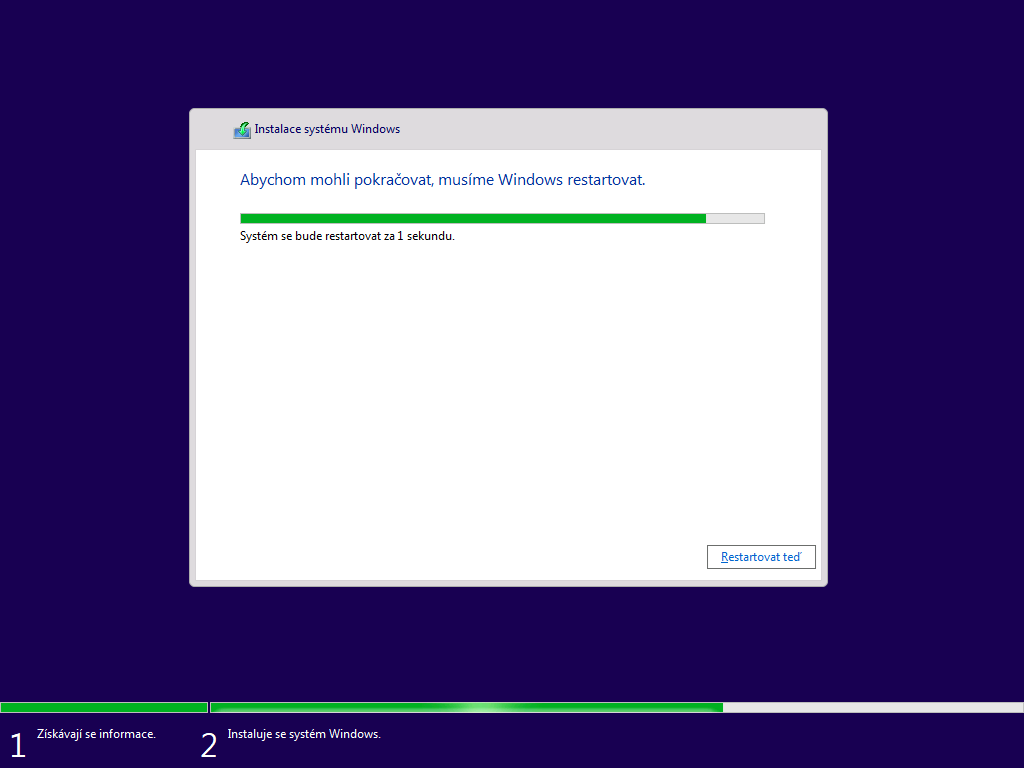 Instalace systému Windows
Abychom mohli pokračovat, musíme Windows restartovat.
Systém se bude restartovat za 1 sekundu.
Restartovat teď
1 Získávají se informace.
2 Instaluje se systém Windows.